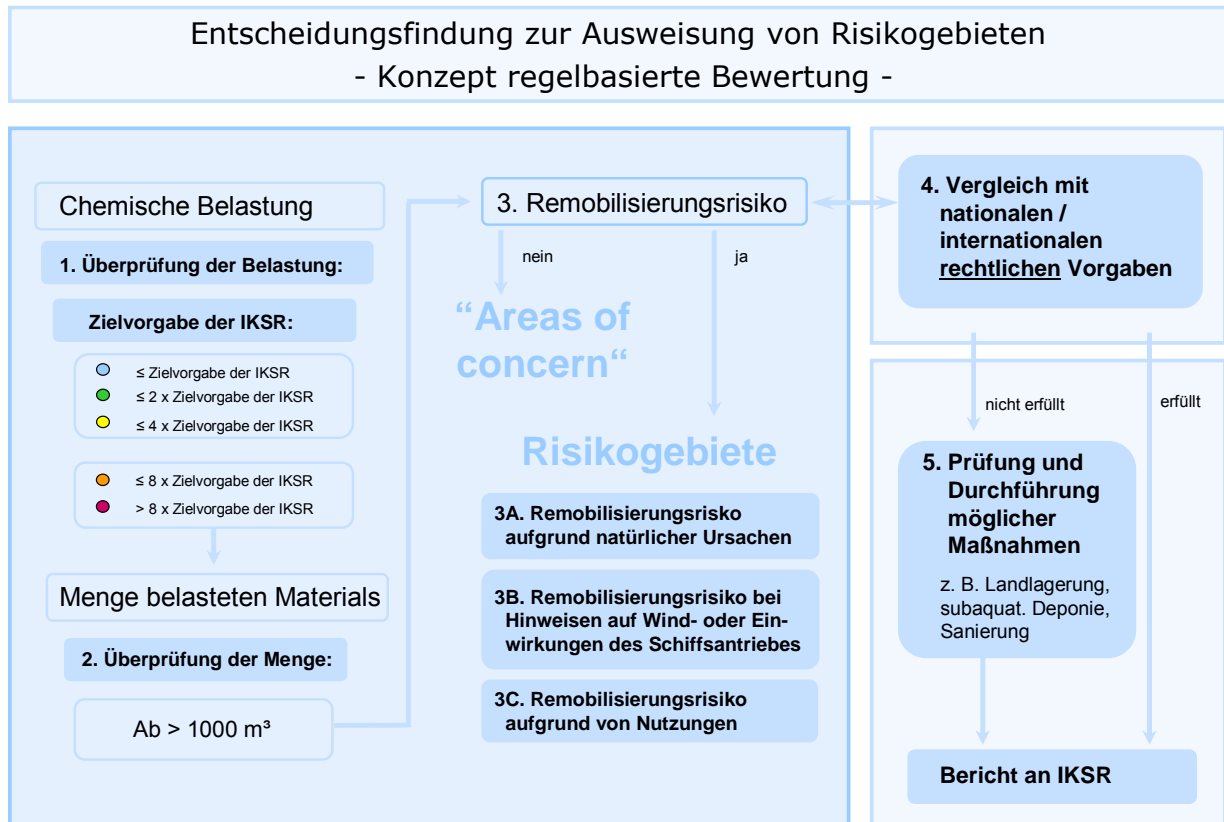 Entscheidungsfindung zur Ausweisung von Risikogebieten
- Konzept regelbasierte Bewertung -
Chemische Belastung
1. Überprüfung der Belastung:
Zielvorgabe der IKSR:
≤ Zielvorgabe der IKSR
≤ 2 x Zielvorgabe der IKSR
≤ 4 x Zielvorgabe der IKSR
≤ 8 x Zielvorgabe der IKSR
> 8 x Zielvorgabe der IKSR
Menge belasteten Materials
2. Überprüfung der Menge:
Ab > 1000 m³
3. Remobilisierungsrisiko
nein
ja
“Areas of
concern“
Risikogebiete
3A. Remobilisierungsrisko
aufgrund natürlicher Ursachen
3B. Remobilisierungsrisiko bei
Hinweisen auf Wind- oder Ein-
wirkungen des Schiffsantriebes
3C. Remobilisierungsrisiko
aufgrund von Nutzungen
4. Vergleich mit
nationalen /
internationalen
rechtlichen Vorgaben
nicht erfüllt
erfüllt
5. Prüfung und
Durchführung
möglicher
Maßnahmen
z. B. Landlagerung,
subaquat. Deponie,
Sanierung
Bericht an IKSR